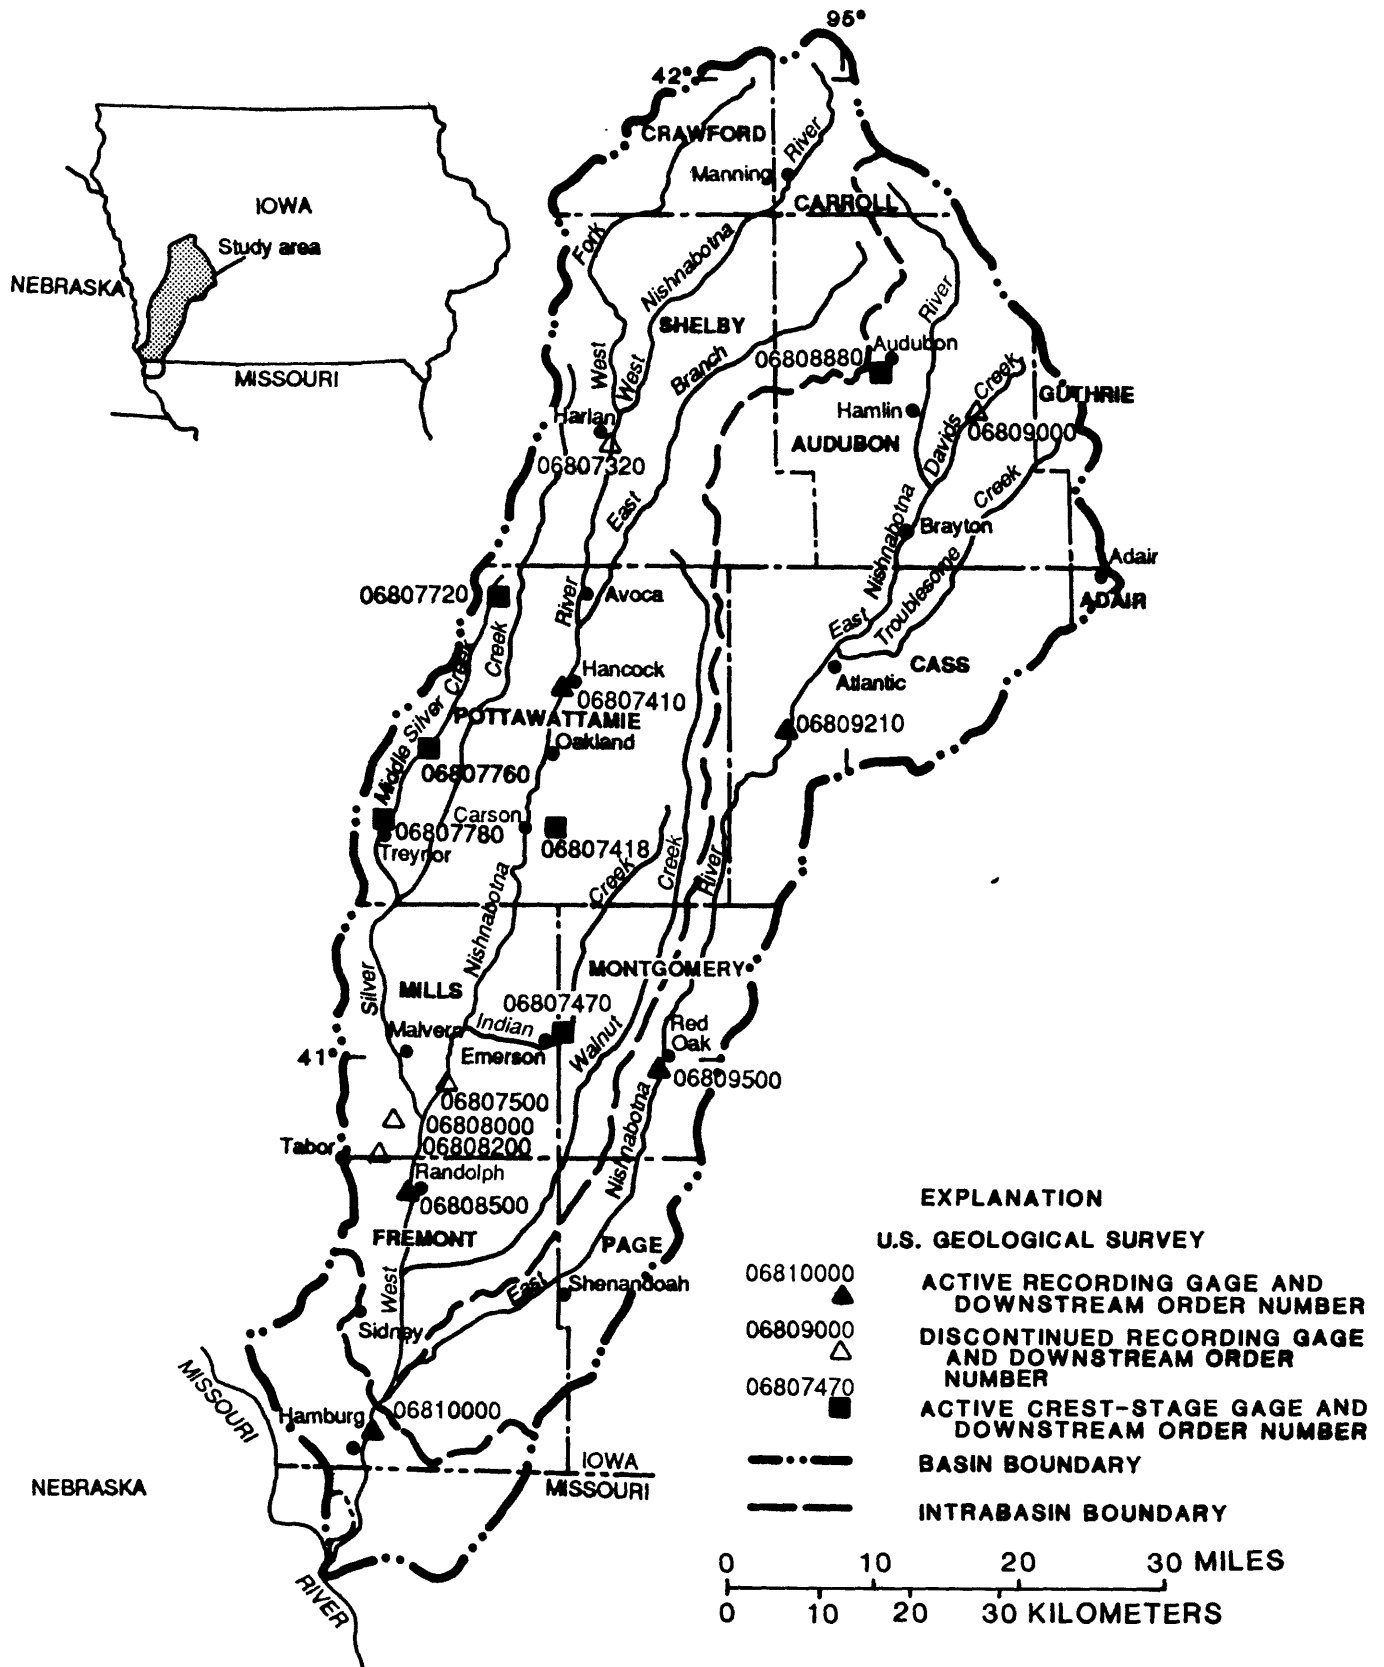 95°
42°
CRAWFORD
River
Manning
CARROLL
IOWA
Study area
NEBRASKA
MISSOURI
Fork
Nishnabotna
River
SHELBY
West
West
Branch
06808880
Audubon
Creek
GUTHRIE
Harlan
Hamlin
Davids
06809000
AUDUBON
06807320
East
Creek
Nishnabotna
Brayton
Adair
06807720
River
Avoca
Troublesome
ADAIR
East
Creek
Creek
Hancock
CASS
Atlantic
06807410
Middle Silver
POTTAWATTAMIE
06809210
Oakland
06807760
Carson
06807780
Treynor
06807418
Creek
Creek
River
Nishnabotna
MONTGOMERY
Silver
MILLS
06807470
Malvern
Indian
Walnut
Red
Oak
41°
Emerson
06809500
06807500
Nishnabotna
06808000
Tabor
06808200
Randolph
06808500
FREMONT
PAGE
West
East
Shenandoah
Sidney
MISSOURI
Hamburg
06810000
IOWA
MISSOURI
NEBRASKA
RIVER
EXPLANATION
U.S. GEOLOGICAL SURVEY
06810000
ACTIVE RECORDING GAGE AND
DOWNSTREAM ORDER NUMBER
06809000
DISCONTINUED RECORDING GAGE
AND DOWNSTREAM ORDER
NUMBER
06807470
ACTIVE CREST-STAGE GAGE AND
DOWNSTREAM ORDER NUMBER
BASIN BOUNDARY
INTRABASIN BOUNDARY
0 10 20 30 MILES
0 10 20 30 KILOMETERS